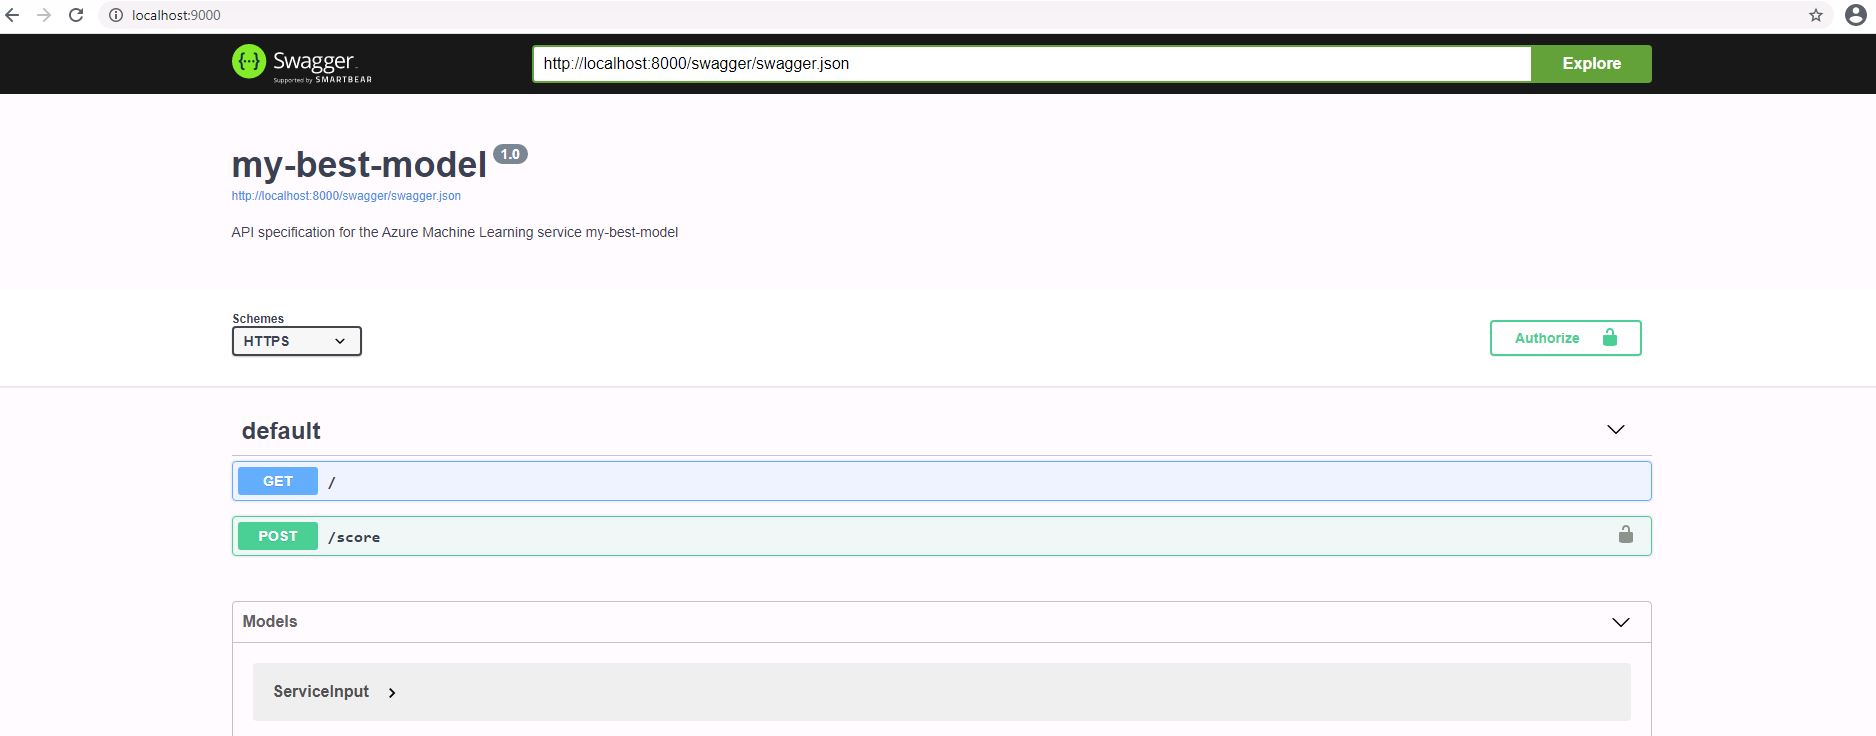 localhost:9000
{···} Swagger
Supported by SMARTBEAR
http://localhost:8000/swagger/swagger.json
Explore
my-best-model 1.0
http://localhost:8000/swagger/swagger.json
API specification for the Azure Machine Learning service my-best-model
Schemes
HTTPS
Authorize
default
GET /
POST /score
Models
ServiceInput